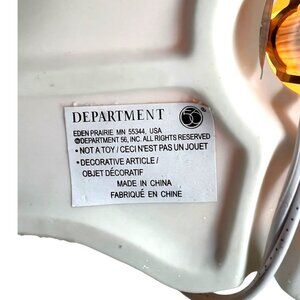 DEPARTMENT 56
EDEN PRAIRIE MN 55344, USA
©DEPARTMENT 56, INC. ALL RIGHTS RESERVED
• NOT A TOY / CECI N'EST PAS UN JOUET
• DECORATIVE ARTICLE /
OBJET DÉCORATIF
MADE IN CHINA
FABRIQUÉ EN CHINE